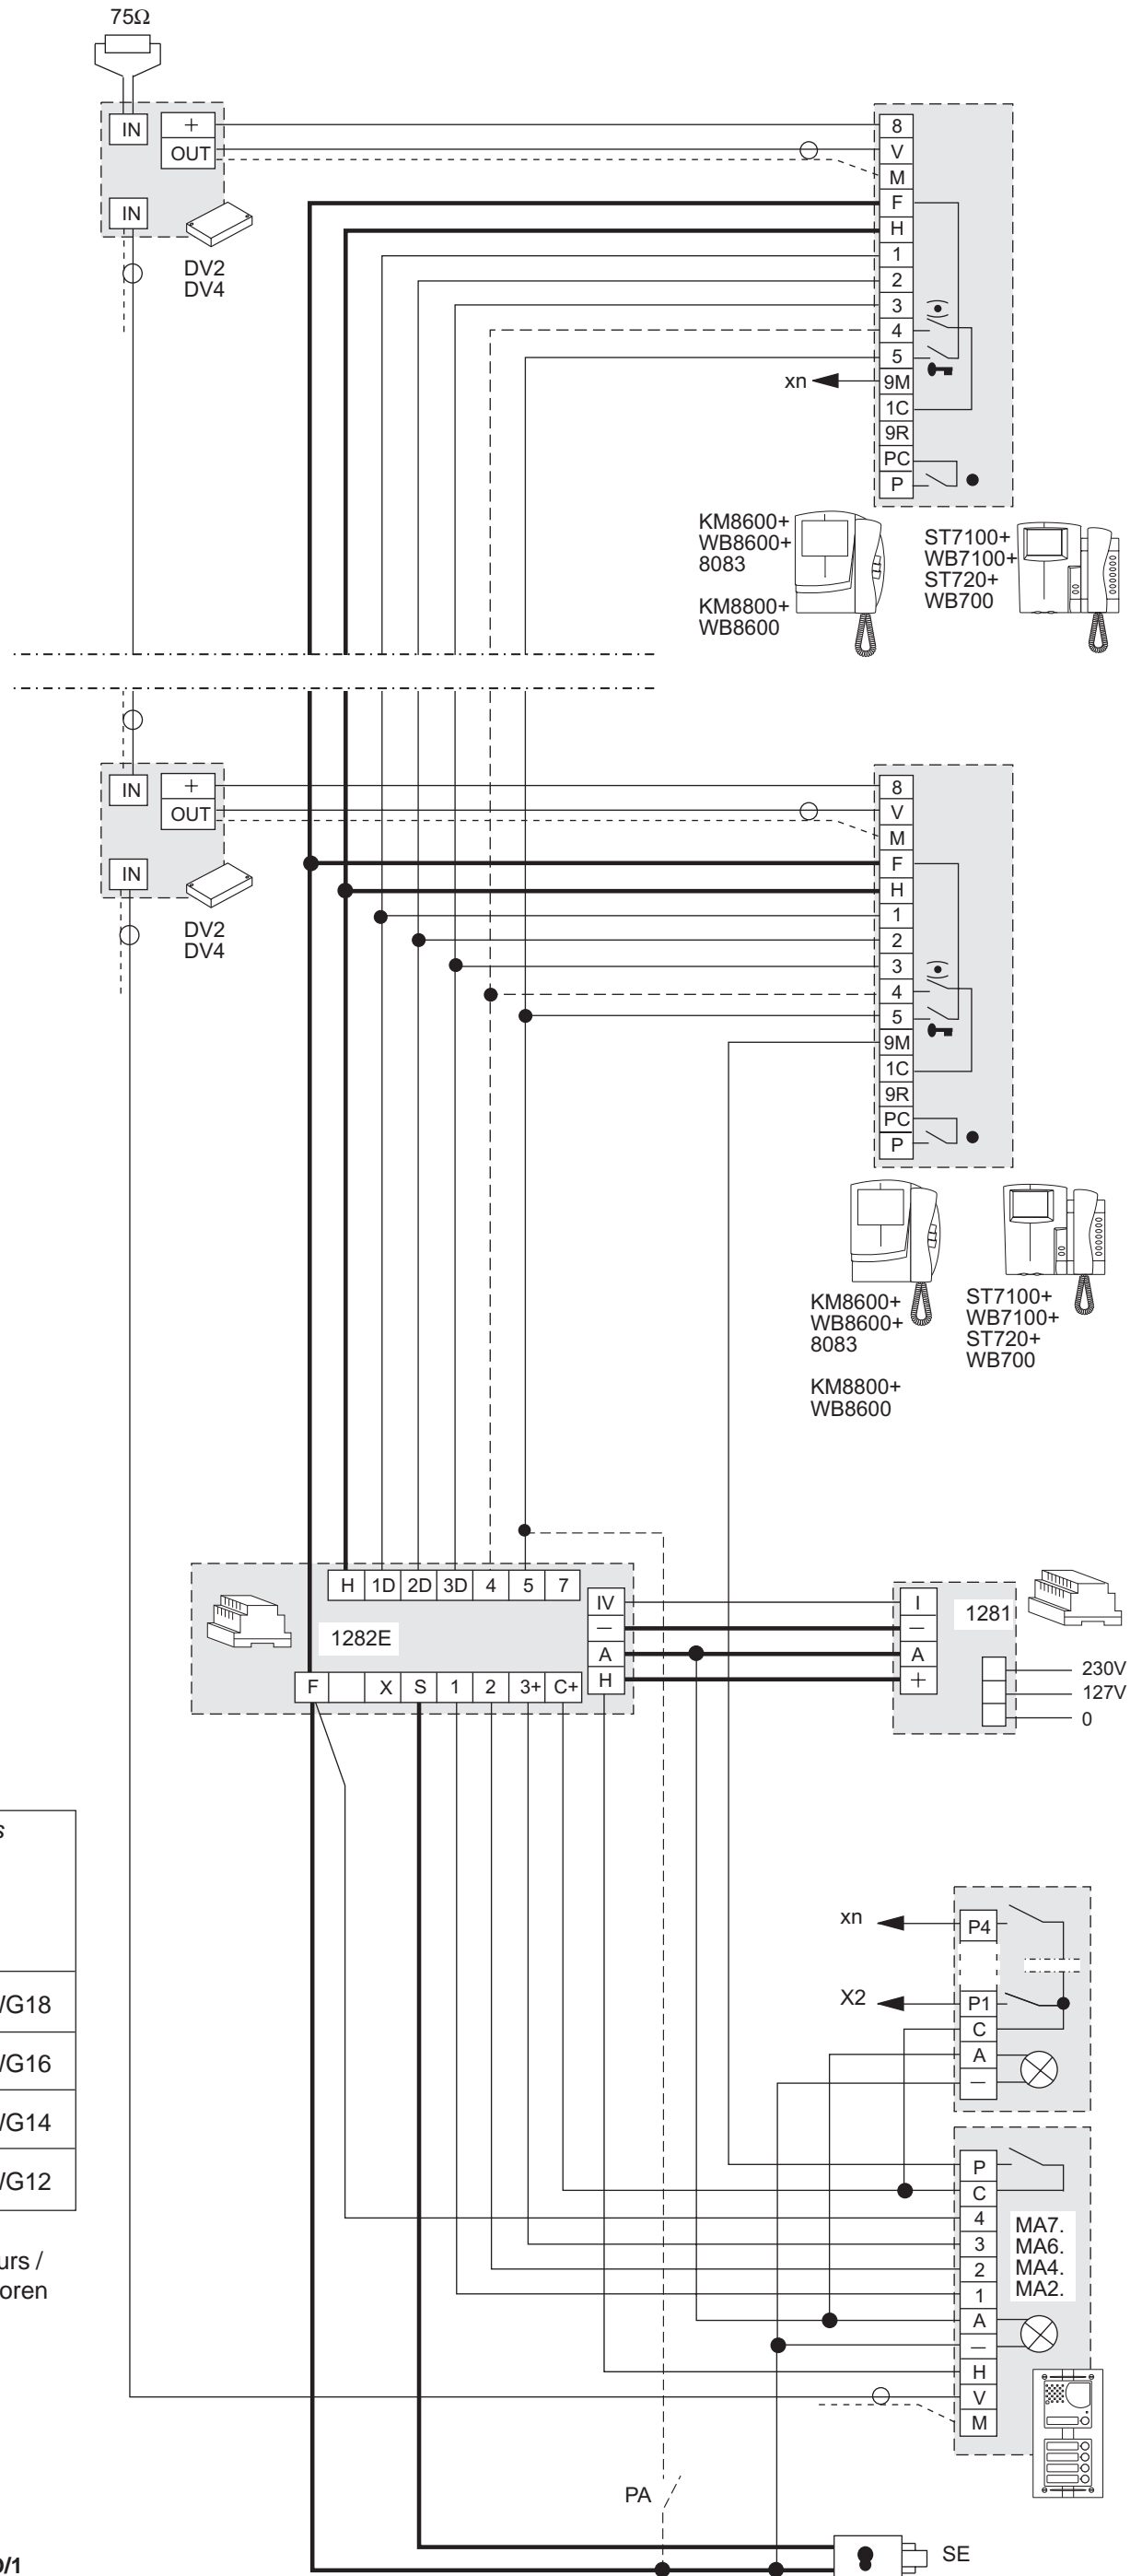 75Ω
IN
+
OUT
IN
DV2
DV4
8
V
M
F
H
1
2
3
4
5
9M
1C
9R
PC
P
xn
KM8600+
WB8600+
8083
KM8800+
WB8600
ST7100+
WB7100+
ST720+
WB700
IN
+
OUT
IN
DV2
DV4
8
V
M
F
H
1
2
3
4
5
9M
1C
9R
PC
P
KM8600+
WB8600+
8083
KM8800+
WB8600
ST7100+
WB7100+
ST720+
WB700
H 1D 2D 3D 4 5 7
1282E
IV
–
A
H
F X S 1 2 3+ C+
I
–
A
+
1281
230V
127V
0
s
G18
G16
G14
G12
urs /
oren
xn
P4
X2
P1
C
A
–
P
C
4
3
2
1
A
–
H
V
M
MA7.
MA6.
MA4.
MA2.
PA
SE
/1